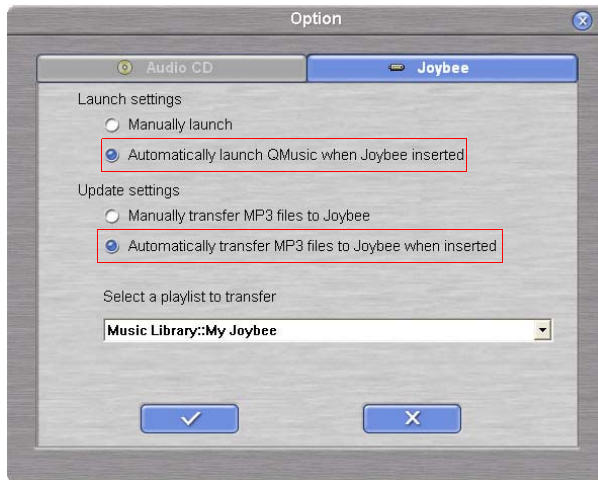 Option
Audio CD
Joybee
Launch settings
Manually launch
Automatically launch QMusic when Joybee inserted
Update settings
Manually transfer MP3 files to Joybee
Automatically transfer MP3 files to Joybee when inserted
Select a playlist to transfer
Music Library::My Joybee